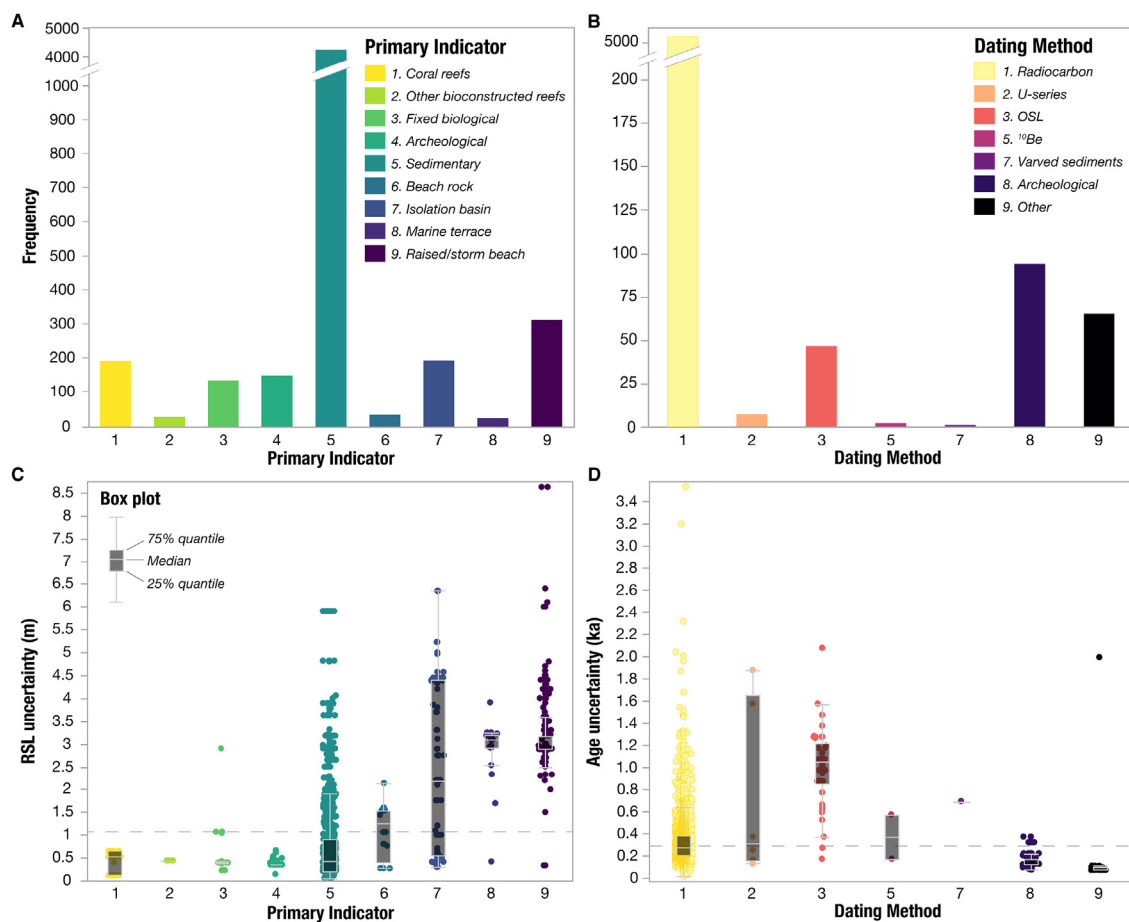 A
5000
4000
1000
900
800
700
600
500
400
300
200
100
0
Frequency
Primary Indicator
1. Coral reefs
2. Other bioconstructed reefs
3. Fixed biological
4. Archeological
5. Sedimentary
6. Beach rock
7. Isolation basin
8. Marine terrace
9. Raised/storm beach
1 2 3 4 5 6 7 8 9
Primary Indicator
B
5000
200
175
150
125
100
75
50
25
0
Dating Method
1. Radiocarbon
2. U-series
3. OSL
5. ¹⁰Be
7. Varved sediments
8. Archeological
9. Other
1 2 3 5 7 8 9
Dating Method
C
8.5
8
7.5
7
6.5
6
5.5
5
4.5
4
3.5
3
2.5
2
1.5
1
0.5
0
RSL uncertainty (m)
Box plot
75% quantile
Median
25% quantile
1 2 3 4 5 6 7 8 9
Primary Indicator
D
3.4
3.2
3.0
2.8
2.6
2.4
2.2
2.0
1.8
1.6
1.4
1.2
1.0
0.8
0.6
0.4
0.2
0
Age uncertainty (ka)
1 2 3 5 7 8 9
Dating Method